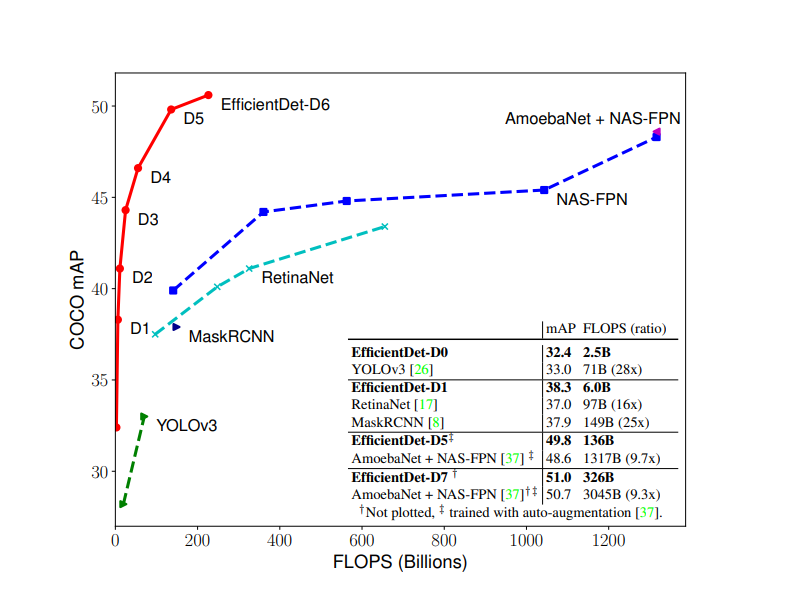 50
45
40
35
30
COCO mAP
0 200 400 600 800 1000 1200
FLOPS (Billions)
EfficientDet-D6
D5
D4
D3
D2
D1
AmoebaNet + NAS-FPN
NAS-FPN
RetinaNet
MaskRCNN
YOLOv3
mAP FLOPS (ratio)
EfficientDet-D0 32.4 2.5B
YOLOv3 [26] 33.0 71B (28x)
EfficientDet-D1 38.3 6.0B
RetinaNet [17] 37.0 97B (16x)
MaskRCNN [8] 37.9 149B (25x)
EfficientDet-D5‡ 49.8 136B
AmoebaNet + NAS-FPN [37] ‡ 48.6 1317B (9.7x)
EfficientDet-D7 † 51.0 326B
AmoebaNet + NAS-FPN [37]†‡ 50.7 3045B (9.3x)
†Not plotted, ‡ trained with auto-augmentation [37].